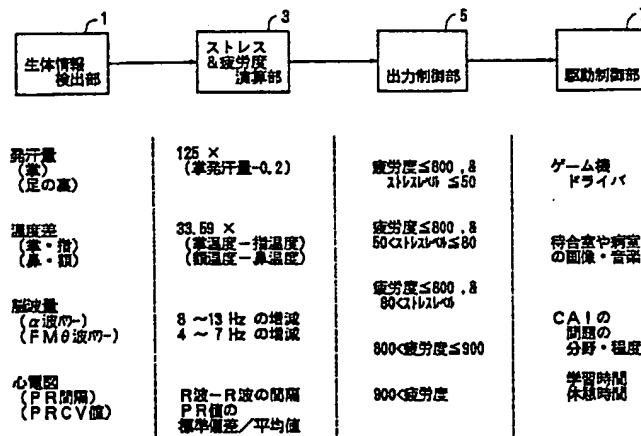 1
3
5
生体情報
検出部
ストレス
&疲労度
演算部
出力制御部
駆動制御部
発汗量
(掌)
(足の裏)
125 ×
(掌発汗量-0.2)
疲労度≦800 , &
ストレスレベル ≦50
ゲーム機
ドライバ
温度差
(掌・指)
(鼻・額)
33.59 ×
(掌温度ー指温度)
(額温度ー鼻温度)
疲労度≦800 , &
50<ストレスレベル≦80
待合室や病室
の画像・音楽
疲労度≦800 , &
80<ストレスレベル
脳波量
(α波パワー)
(FMθ波パワー)
8 ~13 Hz の増減
4 ~ 7 Hz の増減
800<疲労度≦900
CAIの
問題の
分野・程度
心電図
(PR間隔)
(PRCV値)
R波ーR波の間隔
PR値の
標準偏差/平均値
900<疲労度
学習時間
休憩時間